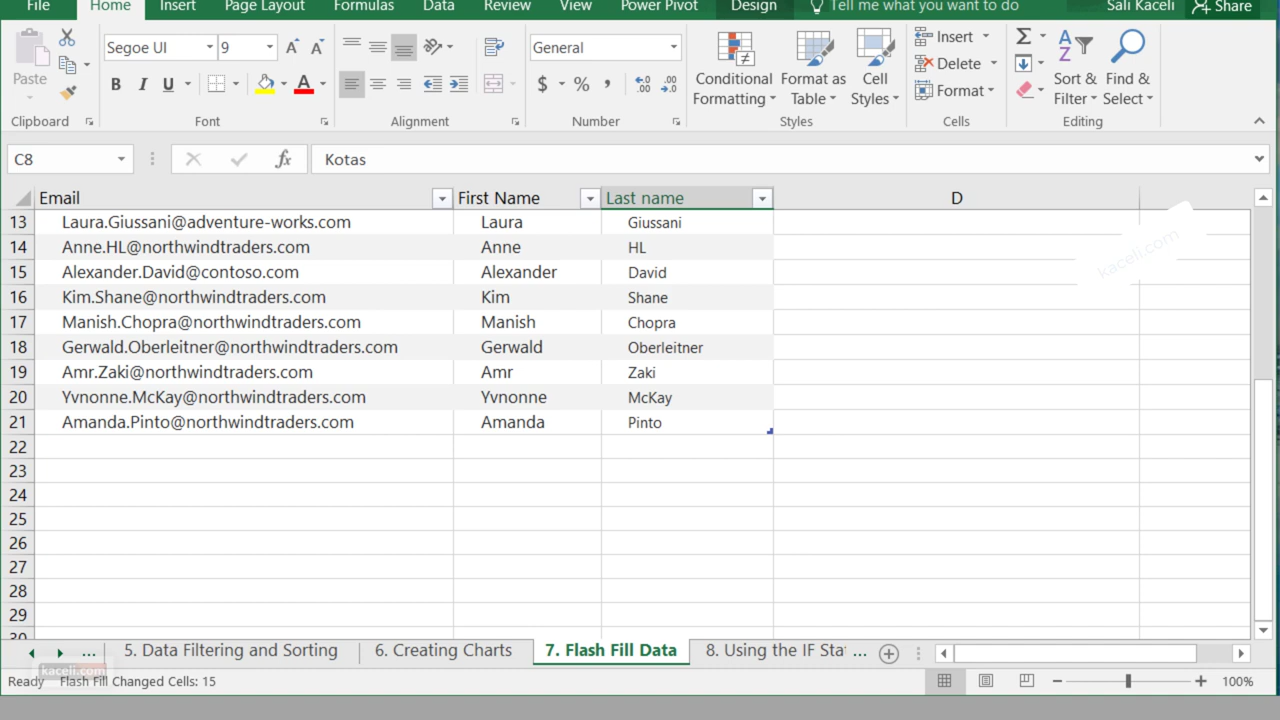 File Home Insert Page Layout Formulas Data Review View Power Pivot Design Tell me what you want to do Sali Kaceli Share
Segoe UI 9 General
Paste Conditional Formatting Format as Table Cell Styles Insert Delete Format Sort & Filter Find & Select
B I U A $ % , Σ A Z
Clipboard Font Alignment Number Styles Cells Editing
C8 fx Kotas
Email First Name Last name D
13 Laura.Giussani@adventure-works.com Laura Giussani
14 Anne.HL@northwindtraders.com Anne HL
15 Alexander.David@contoso.com Alexander David
16 Kim.Shane@northwindtraders.com Kim Shane
17 Manish.Chopra@northwindtraders.com Manish Chopra
18 Gerwald.Oberleitner@northwindtraders.com Gerwald Oberleitner
19 Amr.Zaki@northwindtraders.com Amr Zaki
20 Yvnonne.McKay@northwindtraders.com Yvnonne McKay
21 Amanda.Pinto@northwindtraders.com Amanda Pinto
22
23
24
25
26
27
28
29
30
kaceli.com
... 5. Data Filtering and Sorting 6. Creating Charts 7. Flash Fill Data 8. Using the IF Stat ...
kaceli.com
Ready Flash Fill Changed Cells: 15 100%